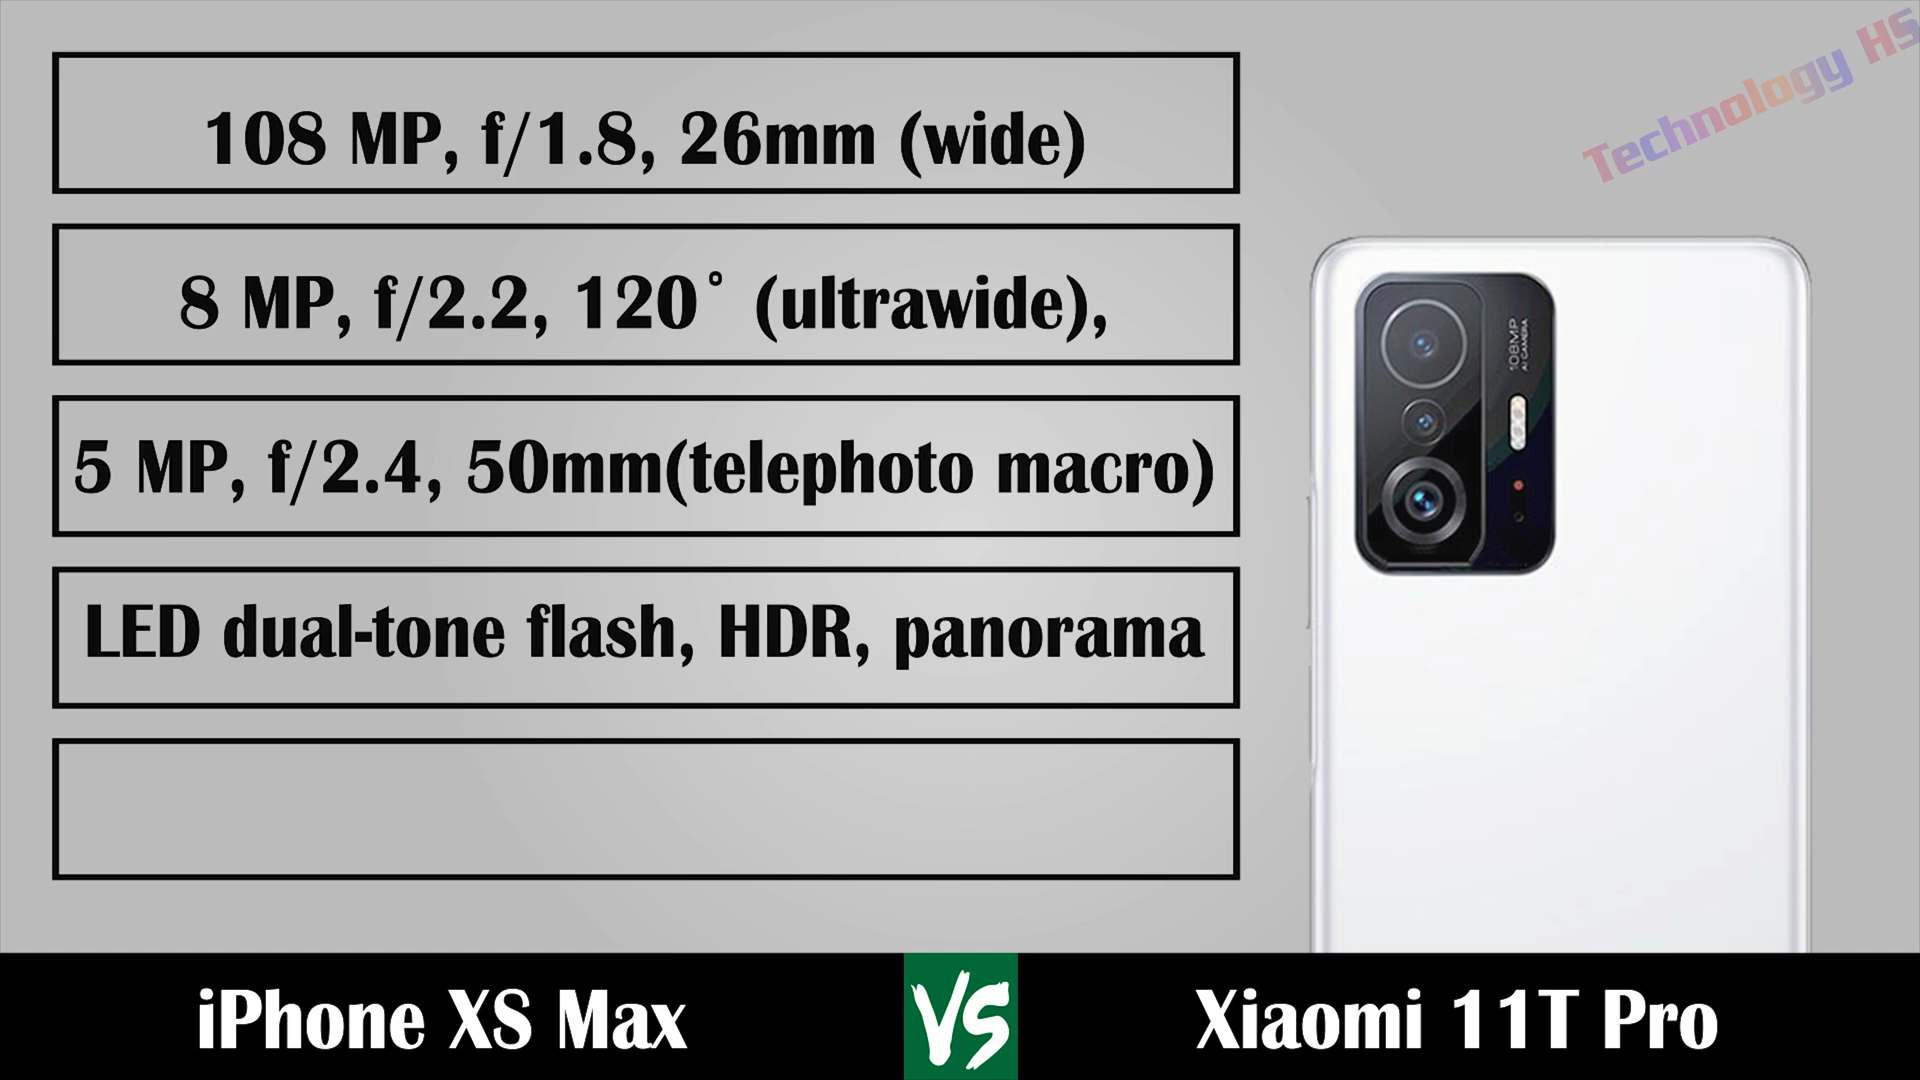 Technology HS
108 MP, f/1.8, 26mm (wide)
8 MP, f/2.2, 120° (ultrawide),
5 MP, f/2.4, 50mm(telephoto macro)
LED dual-tone flash, HDR, panorama
108MP
AI CAMERA
iPhone XS Max
VS
Xiaomi 11T Pro